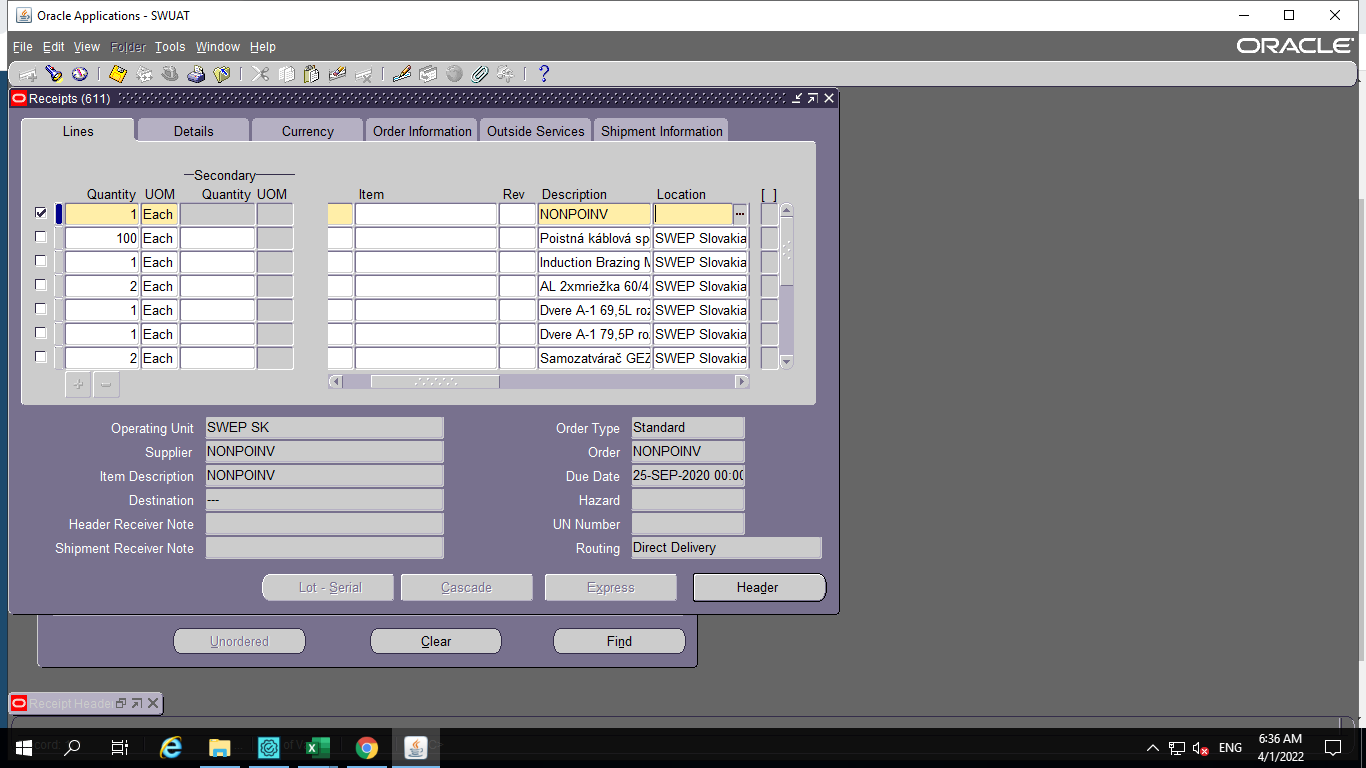 Oracle Applications - SWUAT
File Edit View Folder Tools Window Help
ORACLE
Receipts (611)
Lines Details Currency Order Information Outside Services Shipment Information
Secondary
Quantity UOM Quantity UOM Item Rev Description Location [ ]
1 Each NONPOINV
100 Each Poistná káblová sp SWEP Slovakia
1 Each Induction Brazing M SWEP Slovakia
2 Each AL 2xmriežka 60/4 SWEP Slovakia
1 Each Dvere A-1 69,5L roz SWEP Slovakia
1 Each Dvere A-1 79,5P ro SWEP Slovakia
2 Each Samozatvárač GEZ SWEP Slovakia
Operating Unit SWEP SK Order Type Standard
Supplier NONPOINV Order NONPOINV
Item Description NONPOINV Due Date 25-SEP-2020 00:00
Destination --- Hazard
Header Receiver Note UN Number
Shipment Receiver Note Routing Direct Delivery
Lot - Serial Cascade Express Header
Unordered Clear Find
Receipt Heade
ENG
6:36 AM
4/1/2022